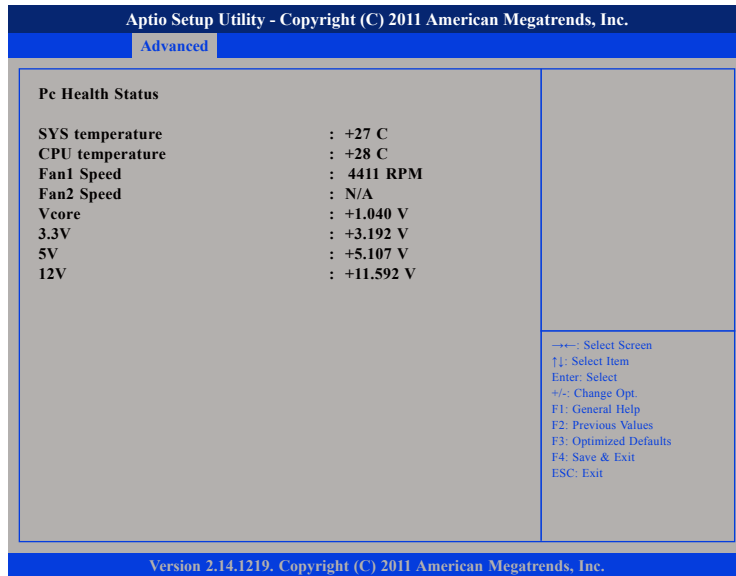 Aptio Setup Utility - Copyright (C) 2011 American Megatrends, Inc.
Advanced
Pc Health Status
SYS temperature : +27 C
CPU temperature : +28 C
Fan1 Speed : 4411 RPM
Fan2 Speed : N/A
Vcore : +1.040 V
3.3V : +3.192 V
5V : +5.107 V
12V : +11.592 V
→←: Select Screen
↑↓: Select Item
Enter: Select
+/-: Change Opt.
F1: General Help
F2: Previous Values
F3: Optimized Defaults
F4: Save & Exit
ESC: Exit
Version 2.14.1219. Copyright (C) 2011 American Megatrends, Inc.